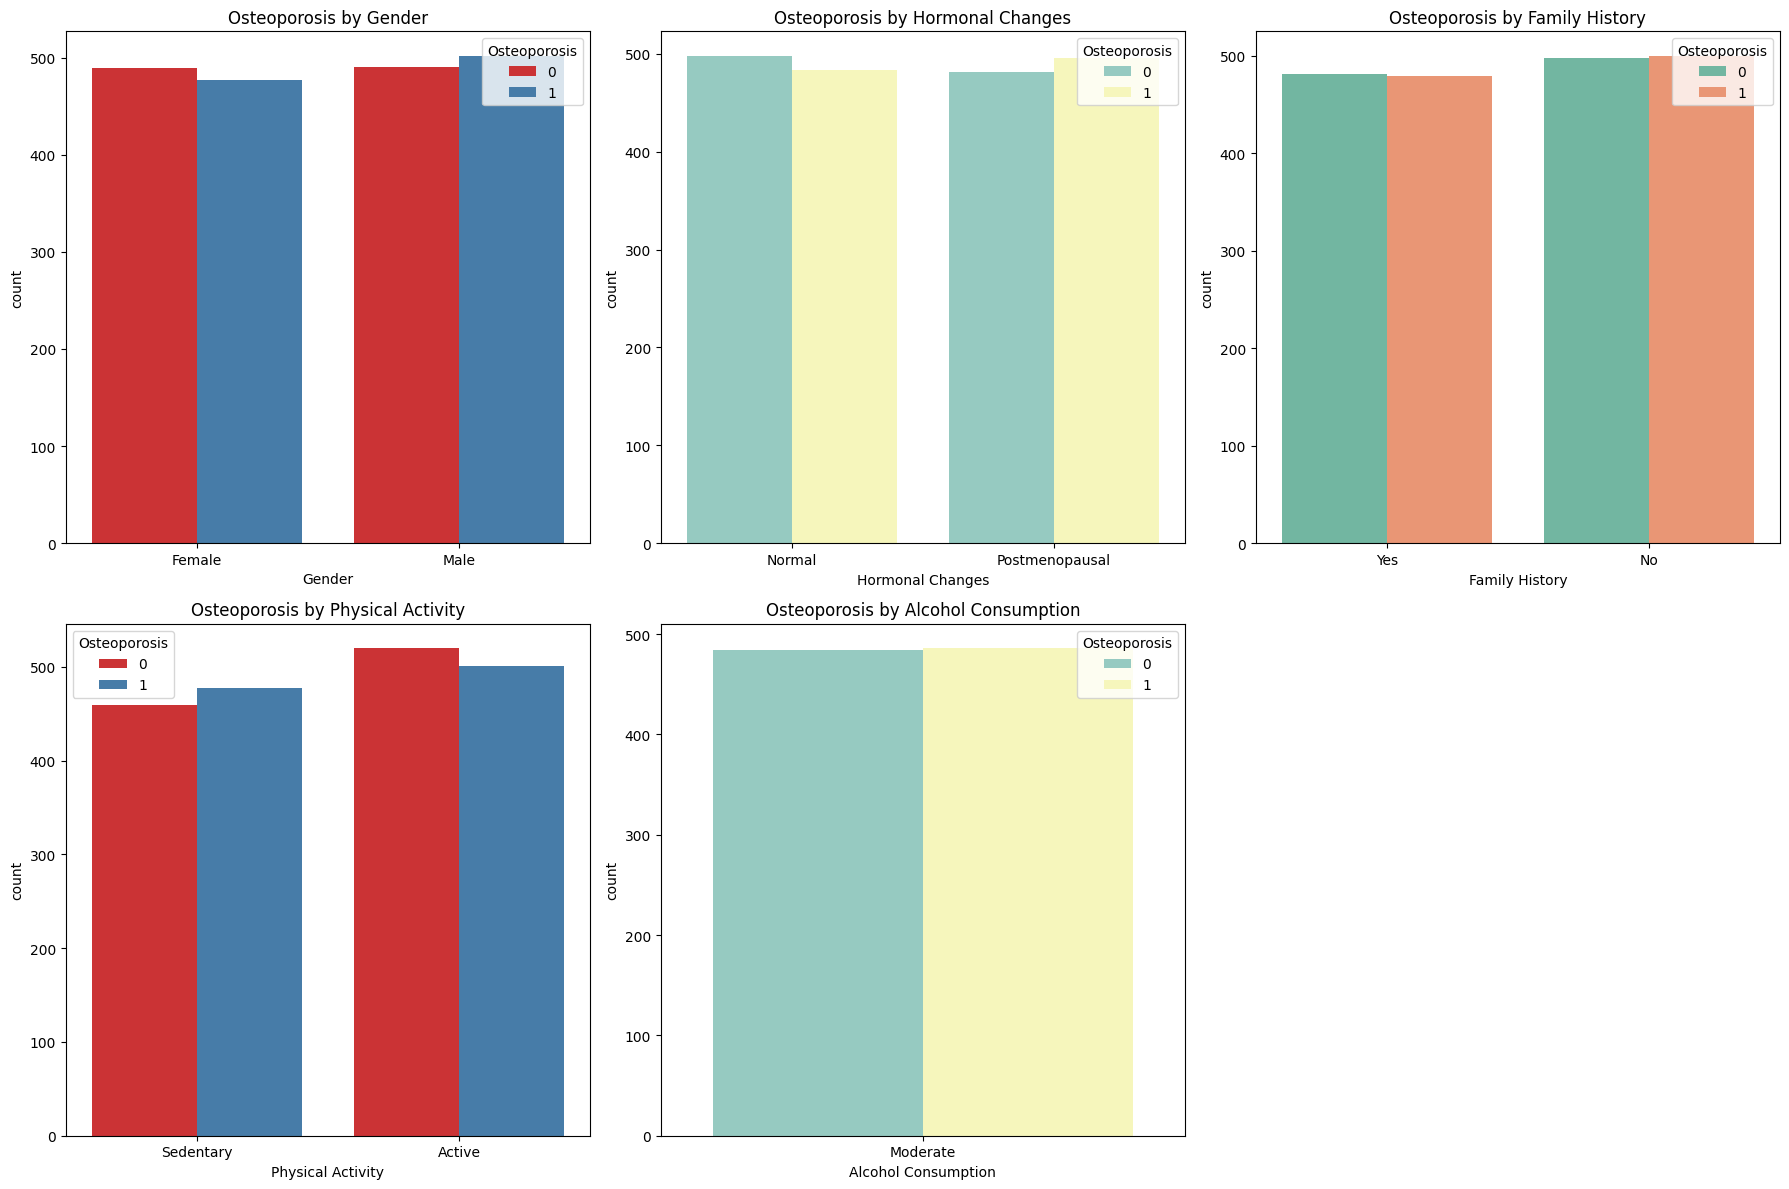 Osteoporosis by Gender
Osteoporosis
0
1
500
400
300
200
100
0
count
Female
Male
Gender
Osteoporosis by Hormonal Changes
Osteoporosis
0
1
500
400
300
200
100
0
count
Normal
Postmenopausal
Hormonal Changes
Osteoporosis by Family History
Osteoporosis
0
1
500
400
300
200
100
0
count
Yes
No
Family History
Osteoporosis by Physical Activity
Osteoporosis
0
1
500
400
300
200
100
0
count
Sedentary
Active
Physical Activity
Osteoporosis by Alcohol Consumption
Osteoporosis
0
1
500
400
300
200
100
0
count
Moderate
Alcohol Consumption